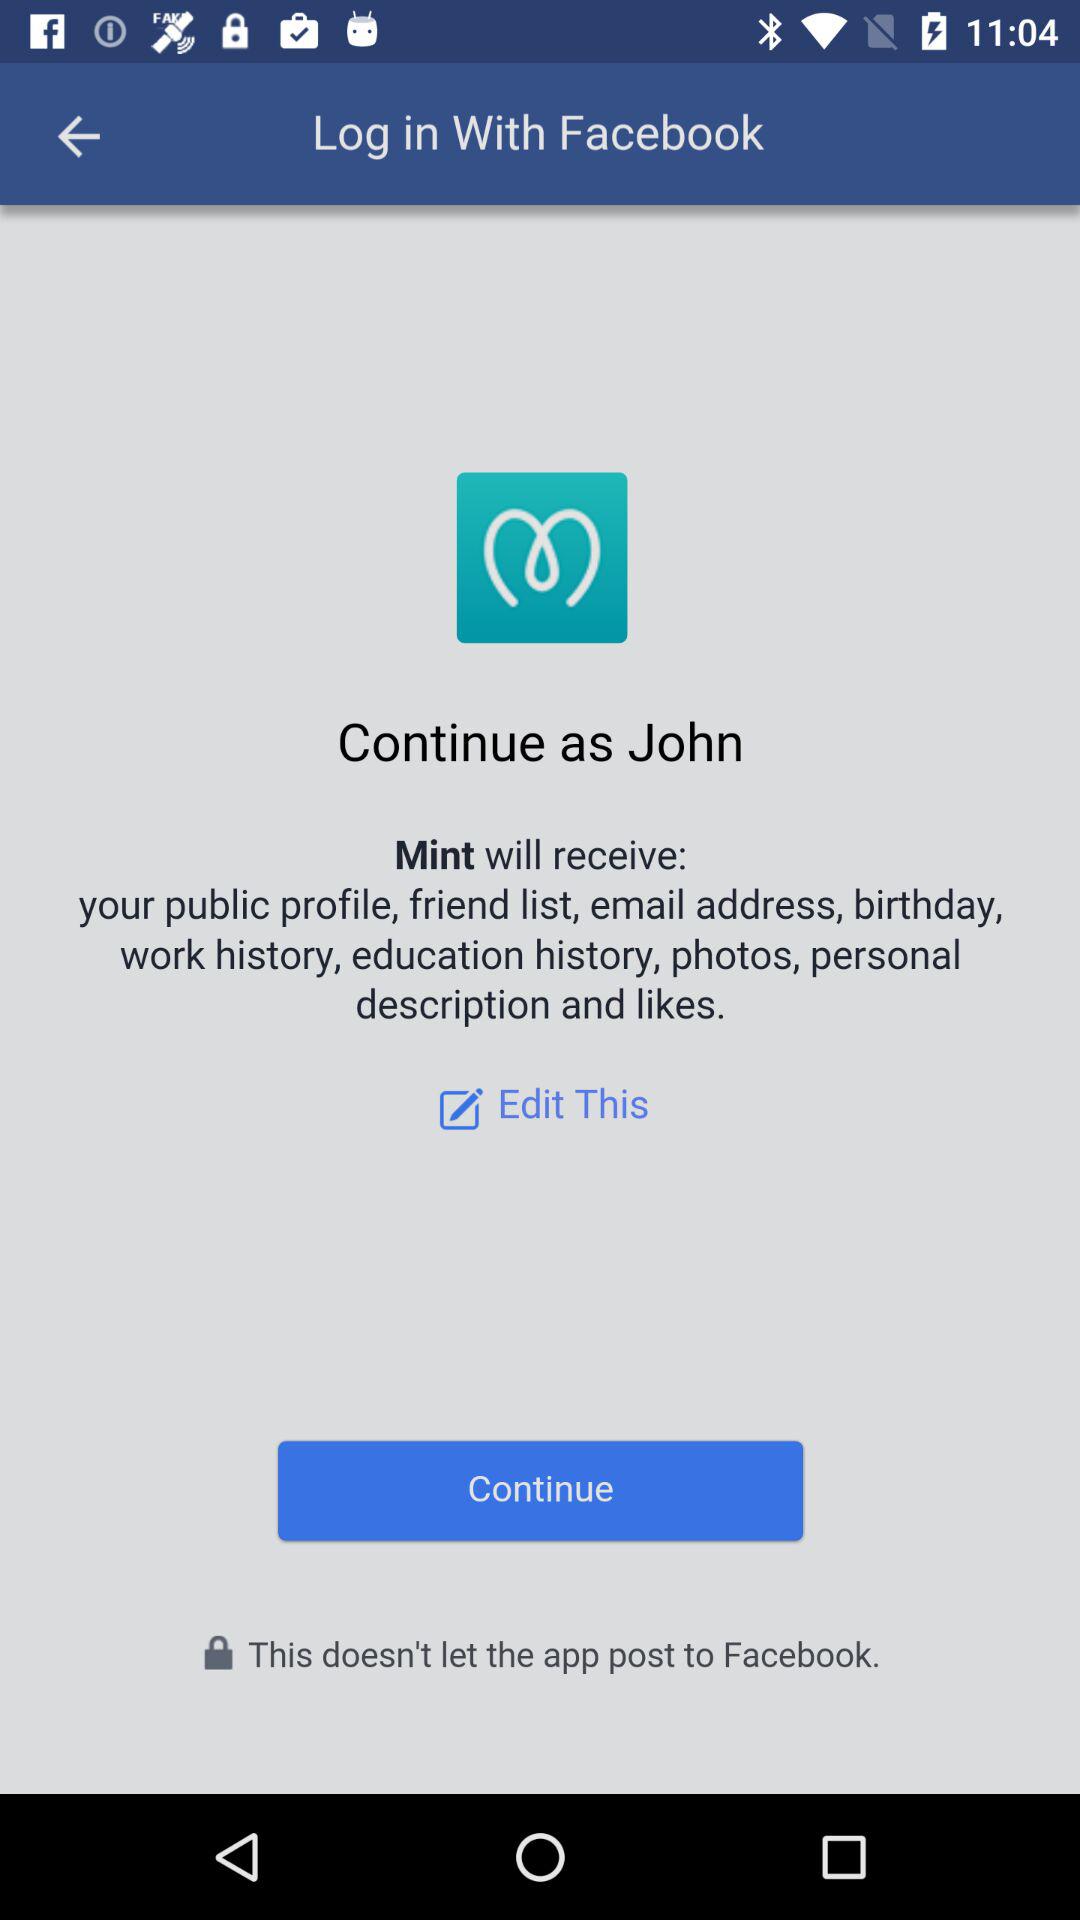 FAKE
11:04
Log in With Facebook
Continue as John
Mint will receive:
your public profile, friend list, email address, birthday,
work history, education history, photos, personal
description and likes.
Edit This
Continue
This doesn't let the app post to Facebook.